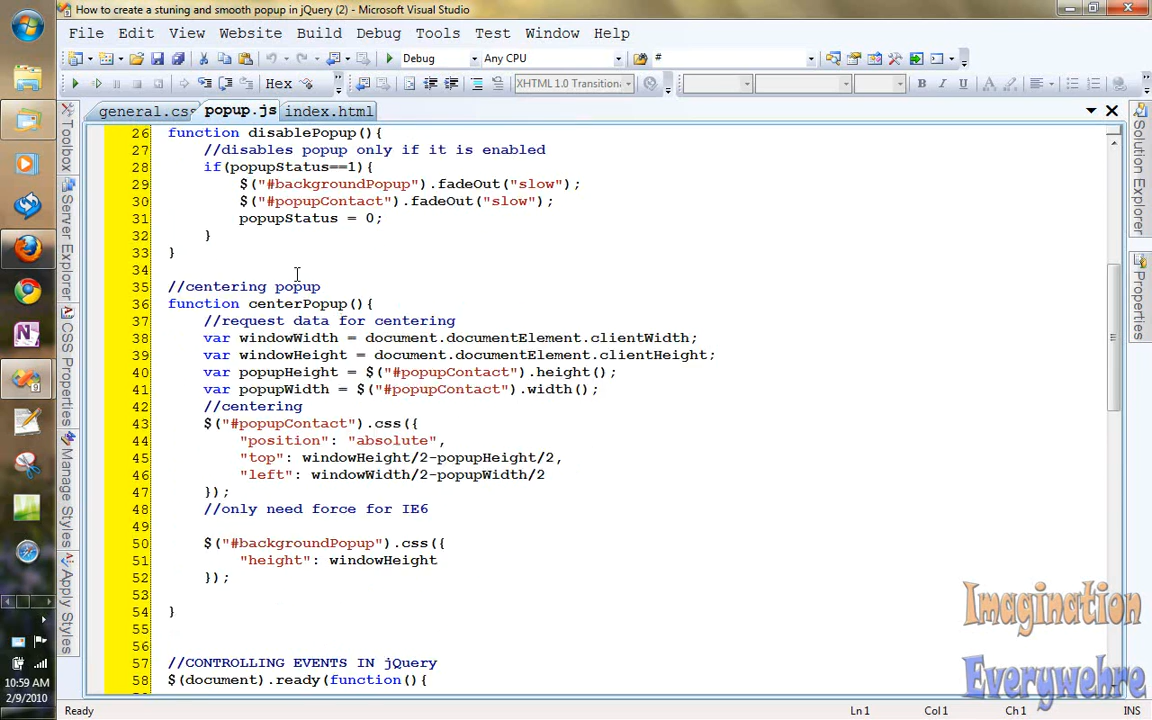 How to create a stuning and smooth popup in jQuery (2) - Microsoft Visual Studio
File Edit View Website Build Debug Tools Test Window Help
Debug Any CPU #
Hex XHTML 1.0 Transition B I U
general.css popup.js index.html
Toolbox
Server Explorer
CSS Properties
Manage Styles
Apply Styles
Solution Explorer
Properties
26 function disablePopup(){
27 //disables popup only if it is enabled
28 if(popupStatus==1){
29 $("#backgroundPopup").fadeOut("slow");
30 $("#popupContact").fadeOut("slow");
31 popupStatus = 0;
32 }
33 }
34
35 //centering popup
36 function centerPopup(){
37 //request data for centering
38 var windowWidth = document.documentElement.clientWidth;
39 var windowHeight = document.documentElement.clientHeight;
40 var popupHeight = $("#popupContact").height();
41 var popupWidth = $("#popupContact").width();
42 //centering
43 $("#popupContact").css({
44 "position": "absolute",
45 "top": windowHeight/2-popupHeight/2,
46 "left": windowWidth/2-popupWidth/2
47 });
48 //only need force for IE6
49
50 $("#backgroundPopup").css({
51 "height": windowHeight
52 });
53
54 }
55
56
57 //CONTROLLING EVENTS IN jQuery
58 $(document).ready(function(){
Imagination
Everywehre
10:59 AM
2/9/2010
Ready Ln 1 Col 1 Ch 1 INS